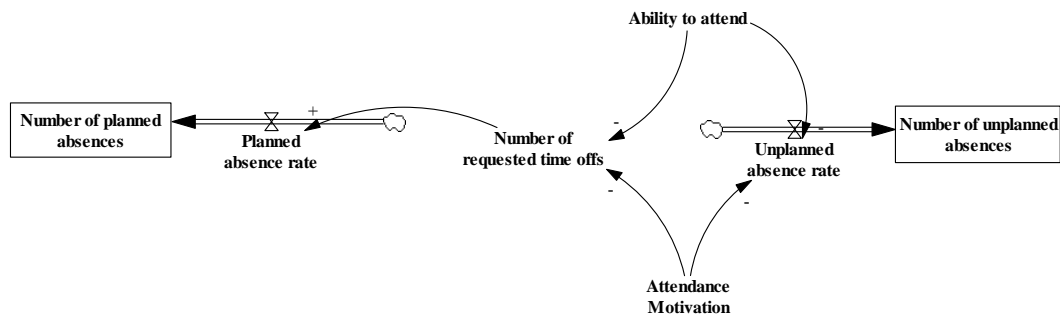 Ability to attend
Number of planned
absences
+
Planned
absence rate
Number of
requested time offs
-
-
-
Unplanned
absence rate
Number of unplanned
absences
-
-
Attendance
Motivation